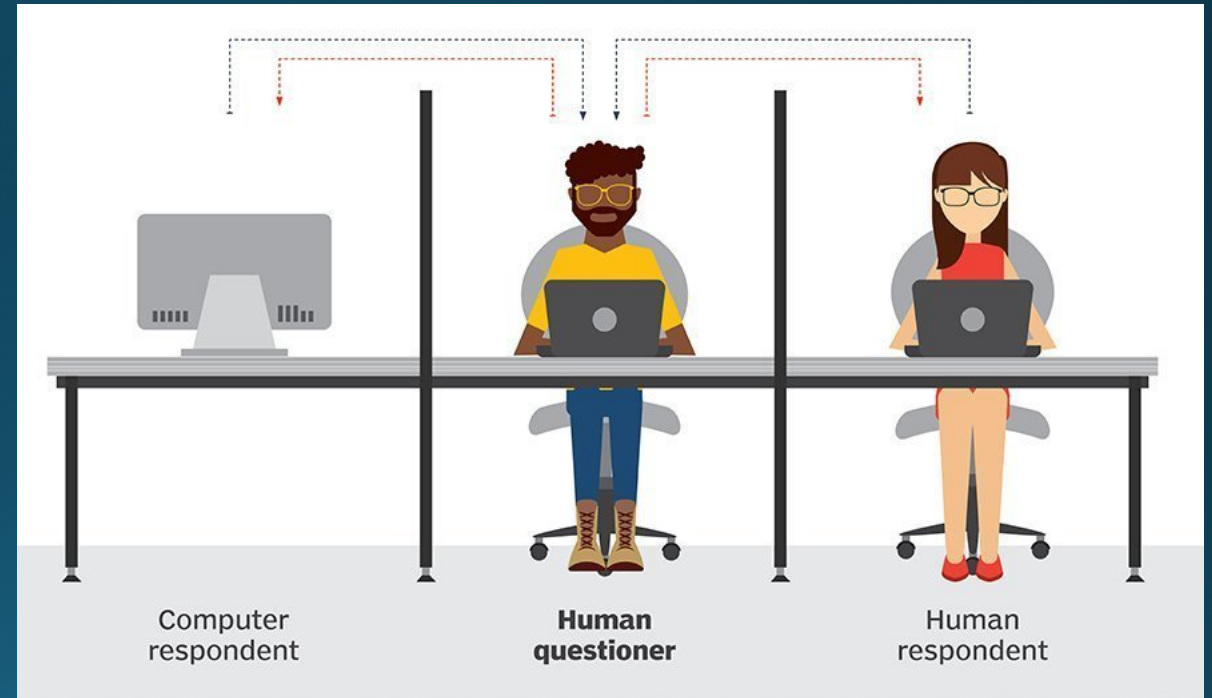 Computer
respondent
Human
questioner
Human
respondent